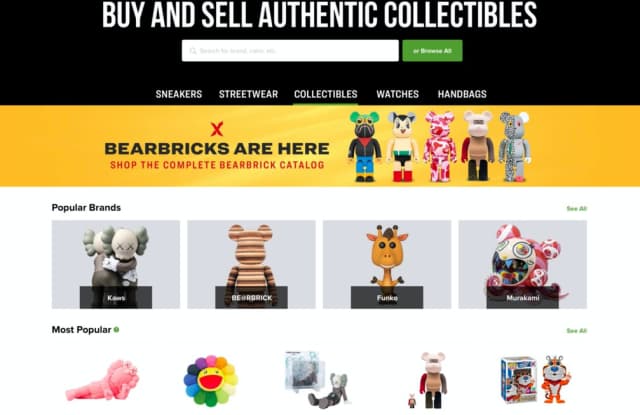 BUY AND SELL AUTHENTIC COLLECTIBLES
Search for brand, color, etc.
or Browse All
SNEAKERS STREETWEAR COLLECTIBLES WATCHES HANDBAGS
X
BEARBRICKS ARE HERE
SHOP THE COMPLETE BEARBRICK CATALOG
Popular Brands See All
Kaws BE@RBRICK Funko Murakami
Most Popular ? See All